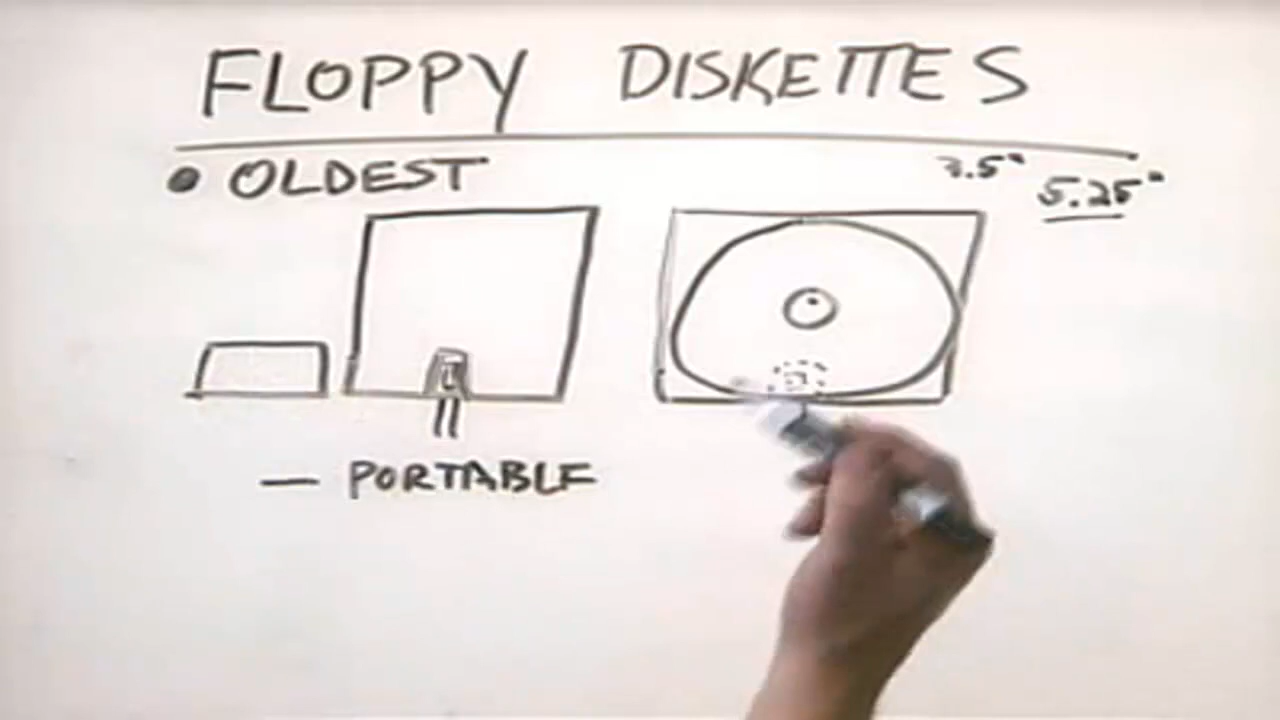 FLOPPY DISKETTES
OLDEST
3.5" 5.25"
— PORTABLE